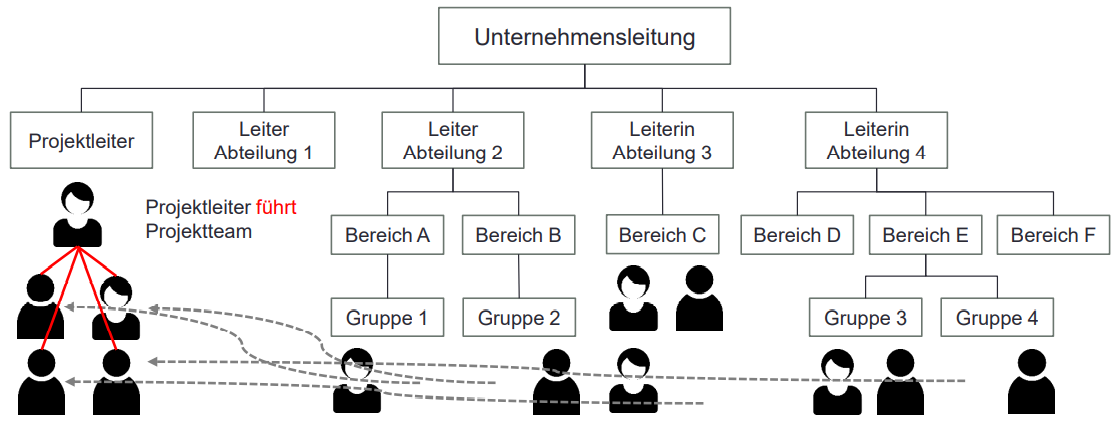 Unternehmensleitung
Projektleiter
Leiter
Abteilung 1
Leiter
Abteilung 2
Leiterin
Abteilung 3
Leiterin
Abteilung 4
Projektleiter führt
Projektteam
Bereich A
Bereich B
Bereich C
Bereich D
Bereich E
Bereich F
Gruppe 1
Gruppe 2
Gruppe 3
Gruppe 4